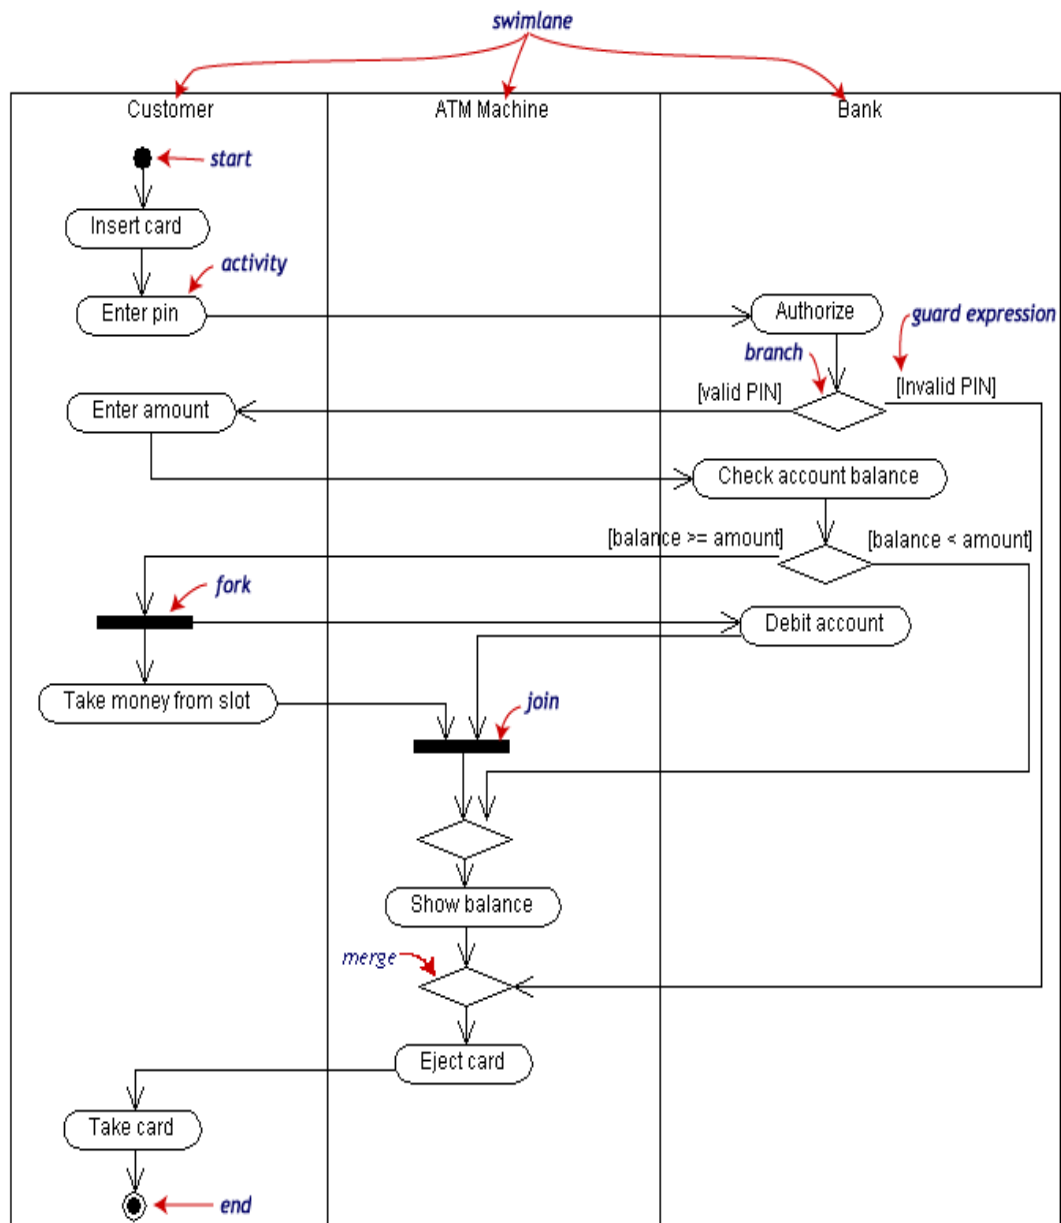 swimlane
Customer
ATM Machine
Bank
start
Insert card
activity
Enter pin
Authorize
guard expression
branch
[valid PIN]
[Invalid PIN]
Enter amount
Check account balance
[balance >= amount]
[balance < amount]
fork
Debit account
Take money from slot
join
Show balance
merge
Eject card
Take card
end